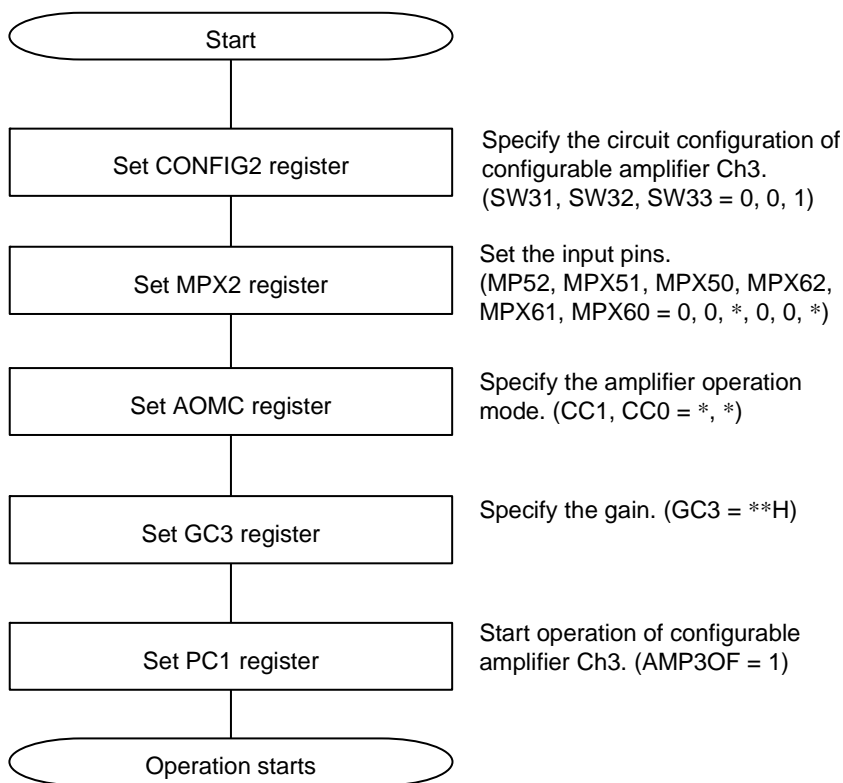 Start
Set CONFIG2 register
Specify the circuit configuration of
configurable amplifier Ch3.
(SW31, SW32, SW33 = 0, 0, 1)
Set MPX2 register
Set the input pins.
(MP52, MPX51, MPX50, MPX62,
MPX61, MPX60 = 0, 0, *, 0, 0, *)
Set AOMC register
Specify the amplifier operation
mode. (CC1, CC0 = *, *)
Set GC3 register
Specify the gain. (GC3 = **H)
Set PC1 register
Start operation of configurable
amplifier Ch3. (AMP3OF = 1)
Operation starts